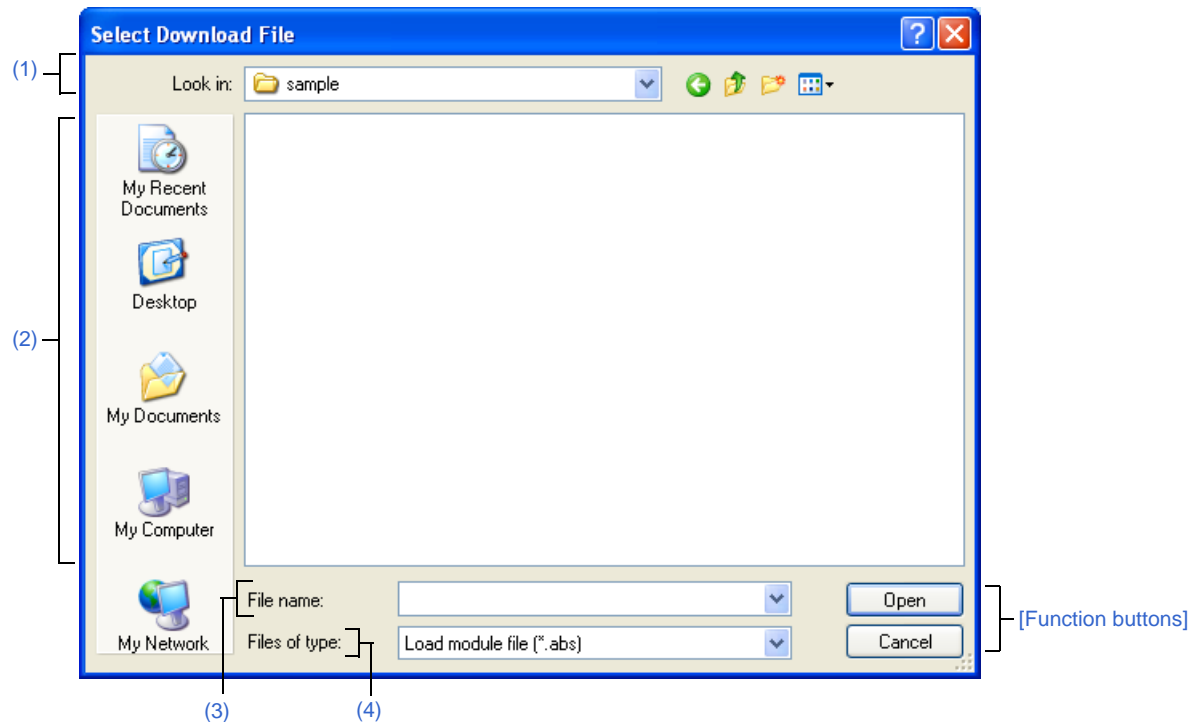 Select Download File
(1)
Look in:
sample
(2)
My Recent
Documents
Desktop
My Documents
My Computer
My Network
File name:
Open
Files of type:
Load module file (*.abs)
Cancel
[Function buttons]
(3)
(4)